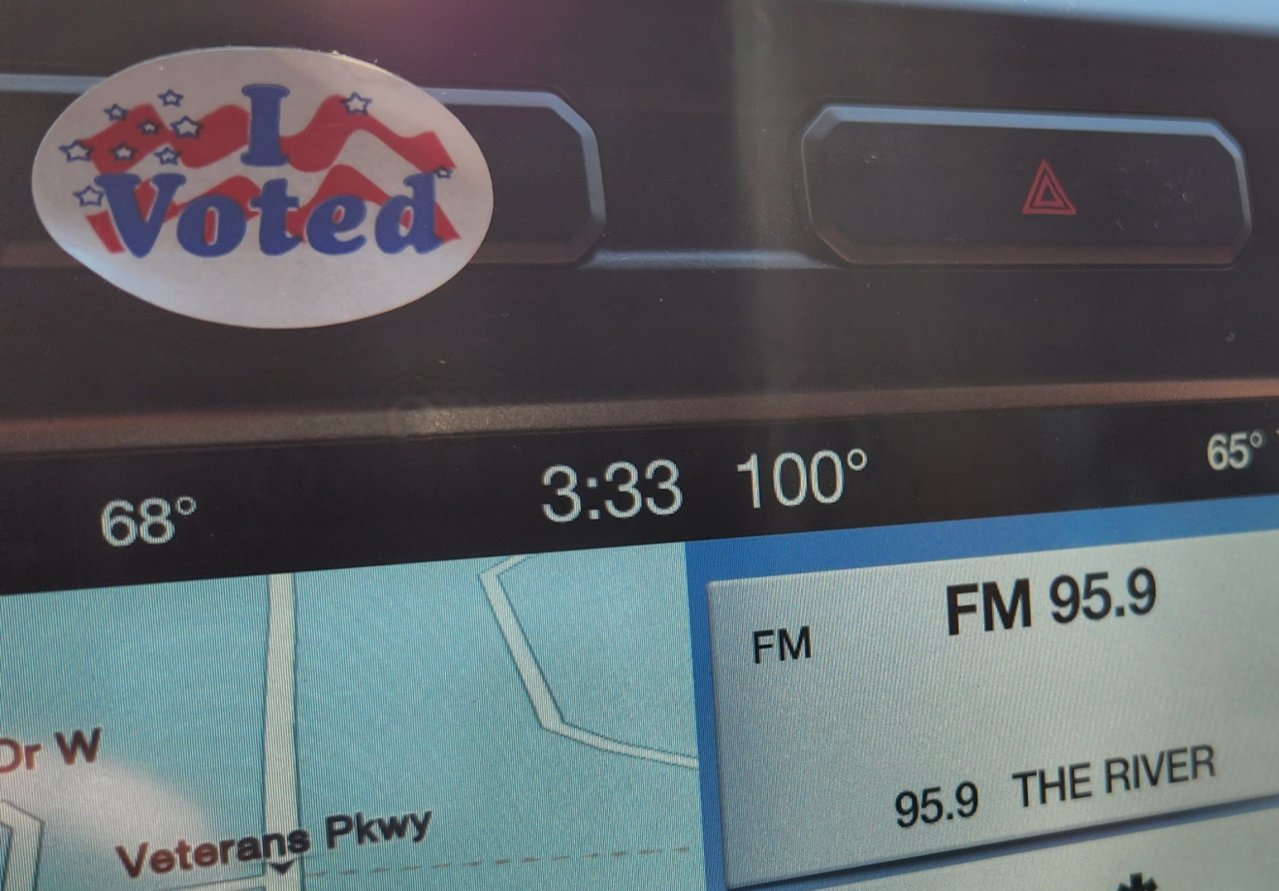 I
Voted
68° 3:33 100° 65°
FM 95.9
FM
95.9 THE RIVER
Dr W
Veterans Pkwy